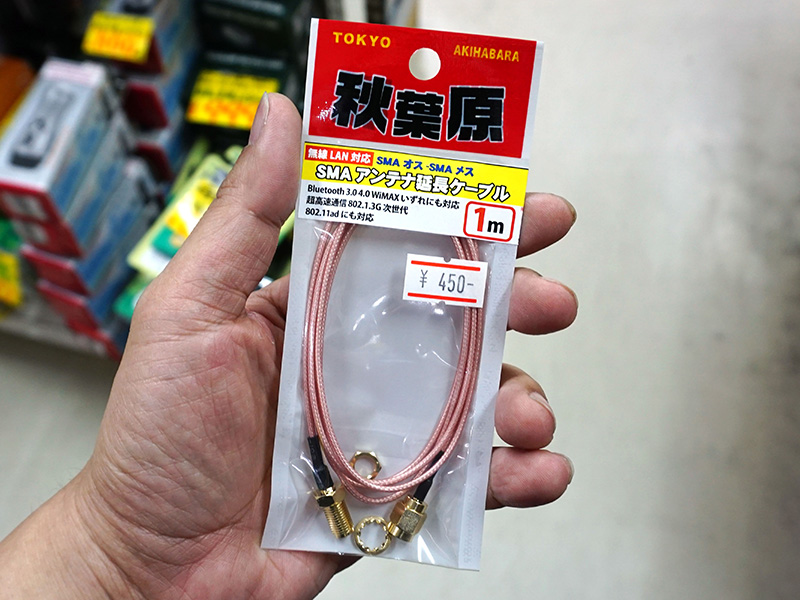 TOKYO
AKIHABARA
秋葉原
無線 LAN 対応 SMA オス - SMA メス
SMA アンテナ延長ケーブル
Bluetooth 3.0 4.0 WiMAX いずれにも対応
超高速通信 802.1.3G 次世代
802.11ad にも対応
1m
¥ 450-